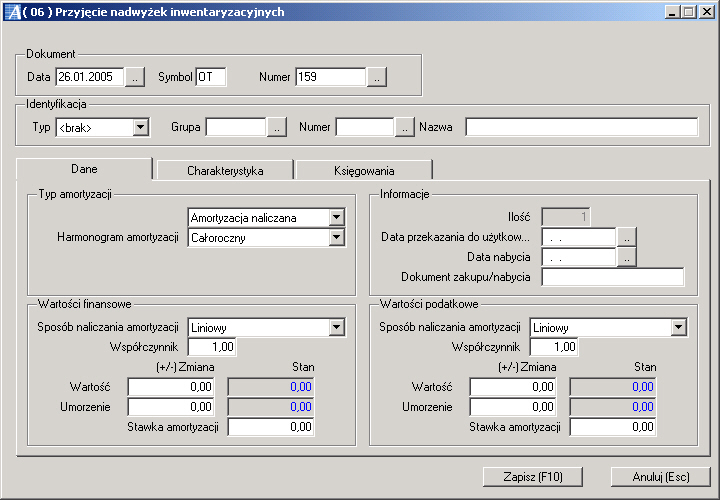 ( 06 ) Przyjęcie nadwyżek inwentaryzacyjnych
Dokument
Data 26.01.2005 .. Symbol OT Numer 159 ..
Identyfikacja
Typ <brak> Grupa .. Numer .. Nazwa
Dane Charakterystyka Księgowania
Typ amortyzacji
Amortyzacja naliczana
Harmonogram amortyzacji Całoroczny
Informacje
Ilość 1
Data przekazania do użytkow... . . ..
Data nabycia . . ..
Dokument zakupu/nabycia
Wartości finansowe
Sposób naliczania amortyzacji Liniowy
Współczynnik 1,00
(+/-) Zmiana Stan
Wartość 0,00 0,00
Umorzenie 0,00 0,00
Stawka amortyzacji 0,00
Wartości podatkowe
Sposób naliczania amortyzacji Liniowy
Współczynnik 1,00
(+/-) Zmiana Stan
Wartość 0,00 0,00
Umorzenie 0,00 0,00
Stawka amortyzacji 0,00
Zapisz (F10) Anuluj (Esc)